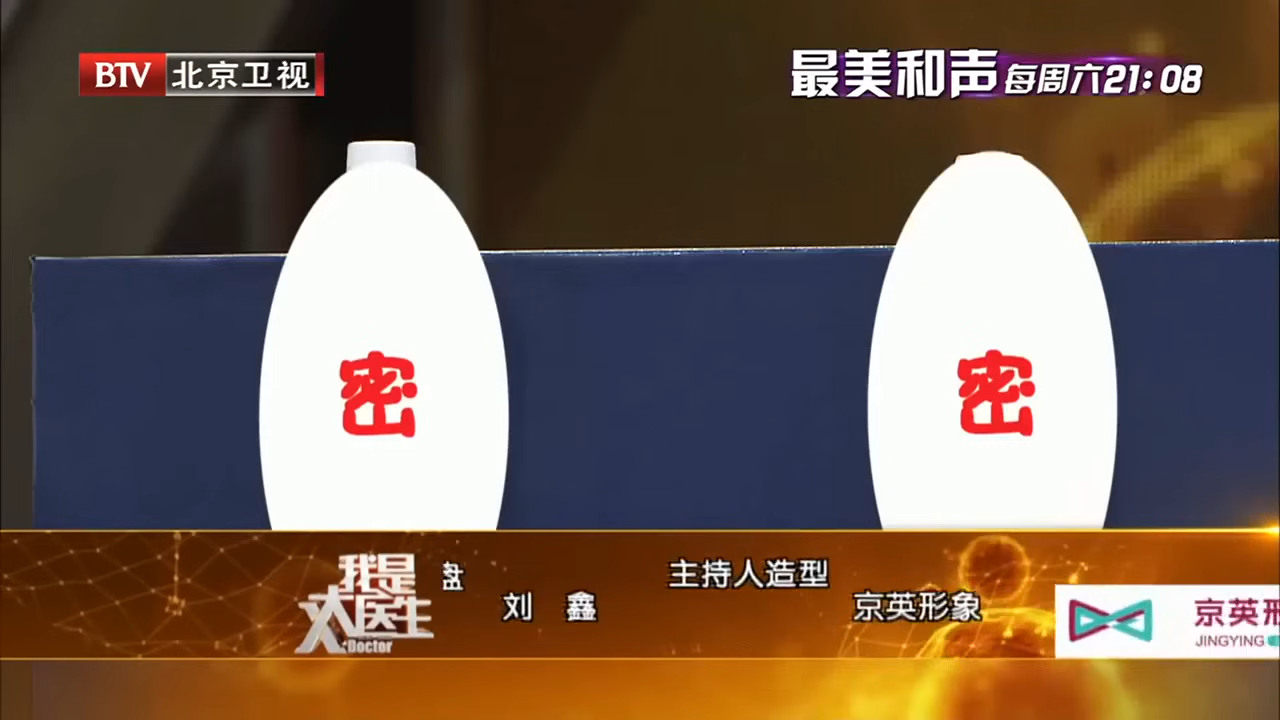 BTV 北京卫视
最美和声 每周六21:08
密
密
我是
大医生
Doctor
主持人造型
刘 鑫
京英形象
京英形
JINGYING